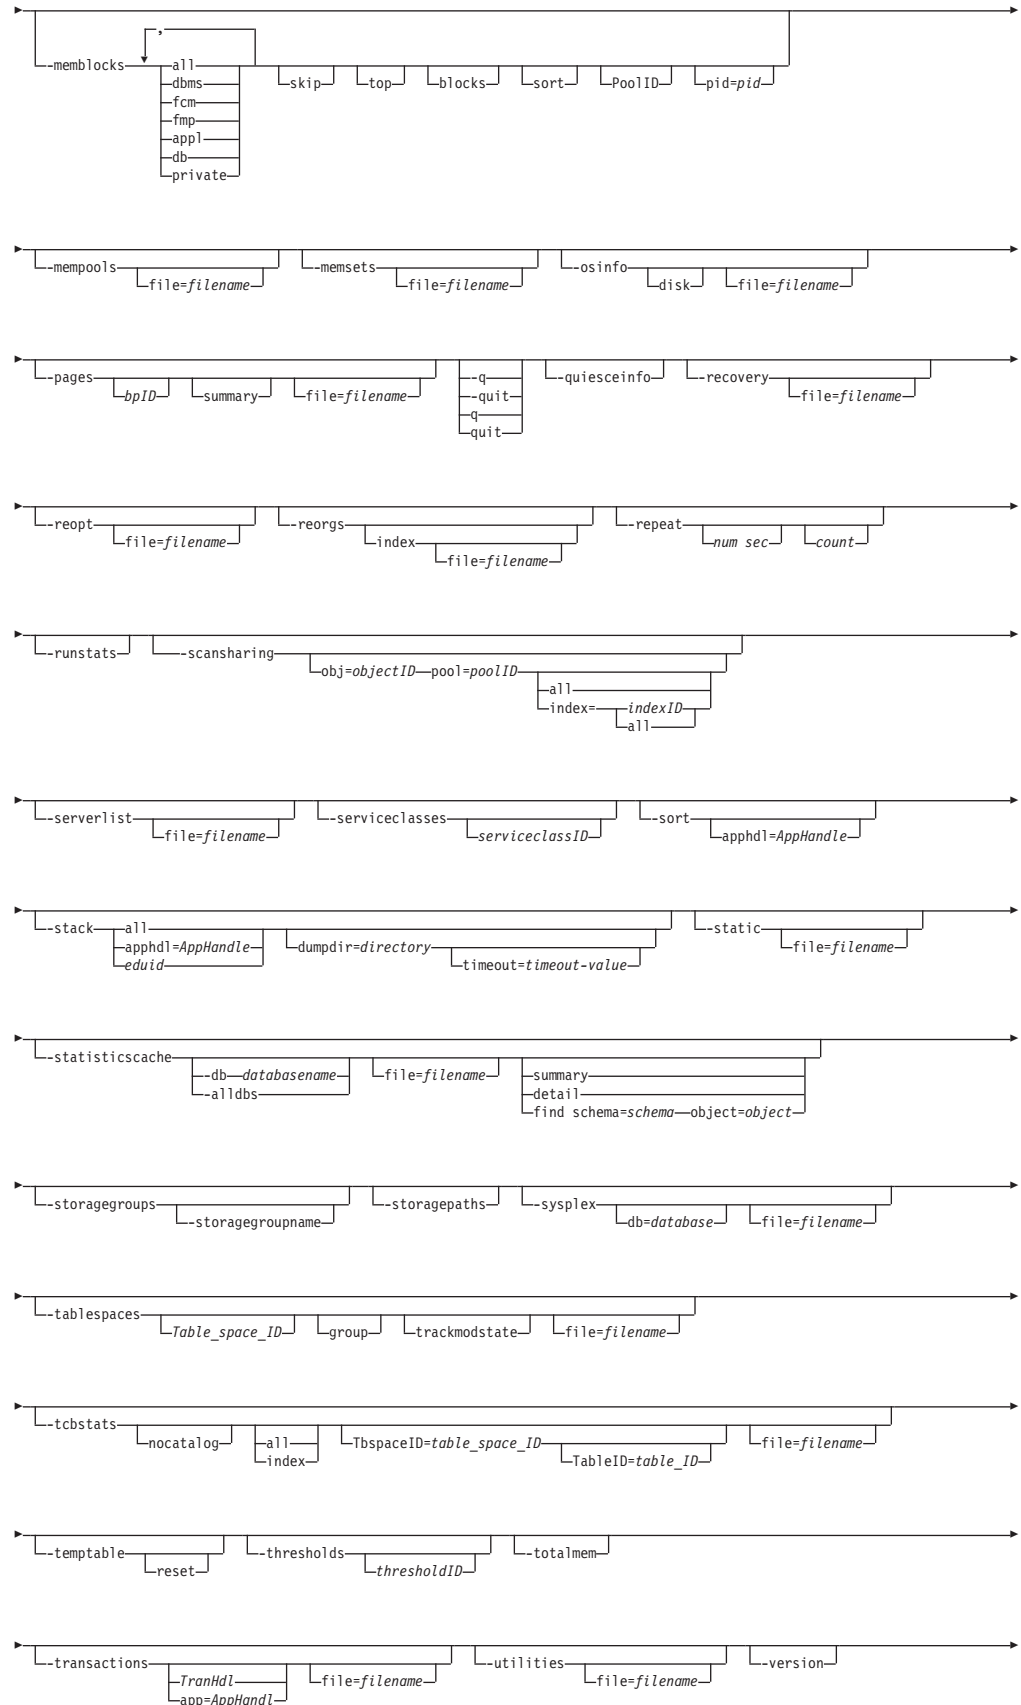 ,
-memblocks all skip top blocks sort PoolID pid=pid
dbms
fcm
fmp
appl
db
private
-mempools -memsets -osinfo
file=filename file=filename disk file=filename
-pages -q -quiesceinfo -recovery
bpID summary file=filename -quit file=filename
q
quit
-reopt -reorgs -repeat
file=filename index num sec count
file=filename
-runstats -scansharing
obj=objectID pool=poolID
all
index= indexID
all
-serverlist -serviceclasses -sort
file=filename serviceclassID apphdl=AppHandle
-stack all -static
apphdl=AppHandle dumpdir=directory file=filename
eduid timeout=timeout-value
-statisticscache
-db databasename file=filename summary
-alldbs detail
find schema=schema object=object
-storagegroups -storagepaths -sysplex
-storagegroupname db=database file=filename
-tablespaces
Table_space_ID group trackmodstate file=filename
-tcbstats
nocatalog all TbspaceID=table_space_ID file=filename
index TableID=table_ID
-temptable -thresholds -totalmem
reset thresholdID
-transactions -utilities -version
TranHdl file=filename file=filename
app=AppHandl